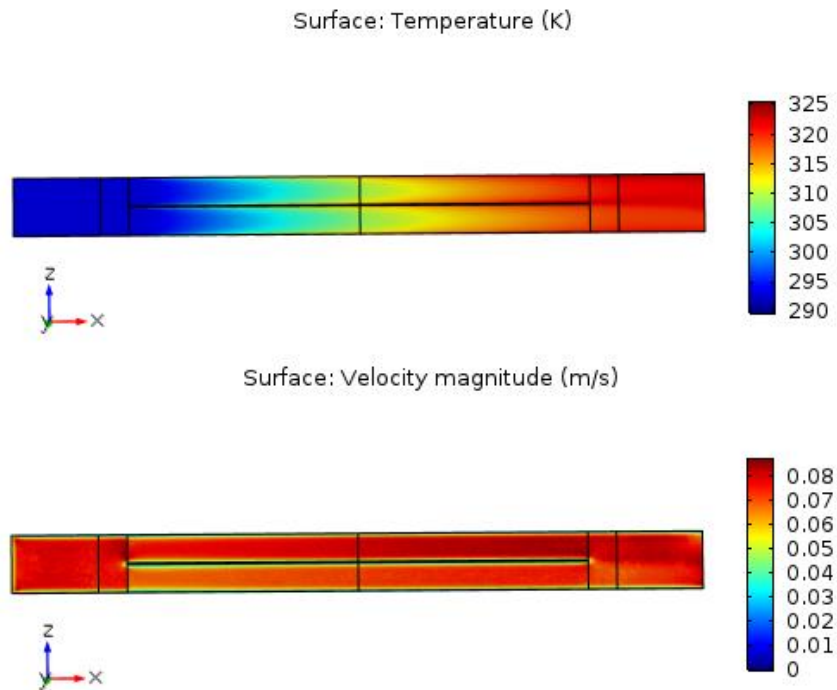 Surface: Temperature (K)
325
320
315
310
305
300
295
290
z
y x
Surface: Velocity magnitude (m/s)
0.08
0.07
0.06
0.05
0.04
0.03
0.02
0.01
0
z
y x